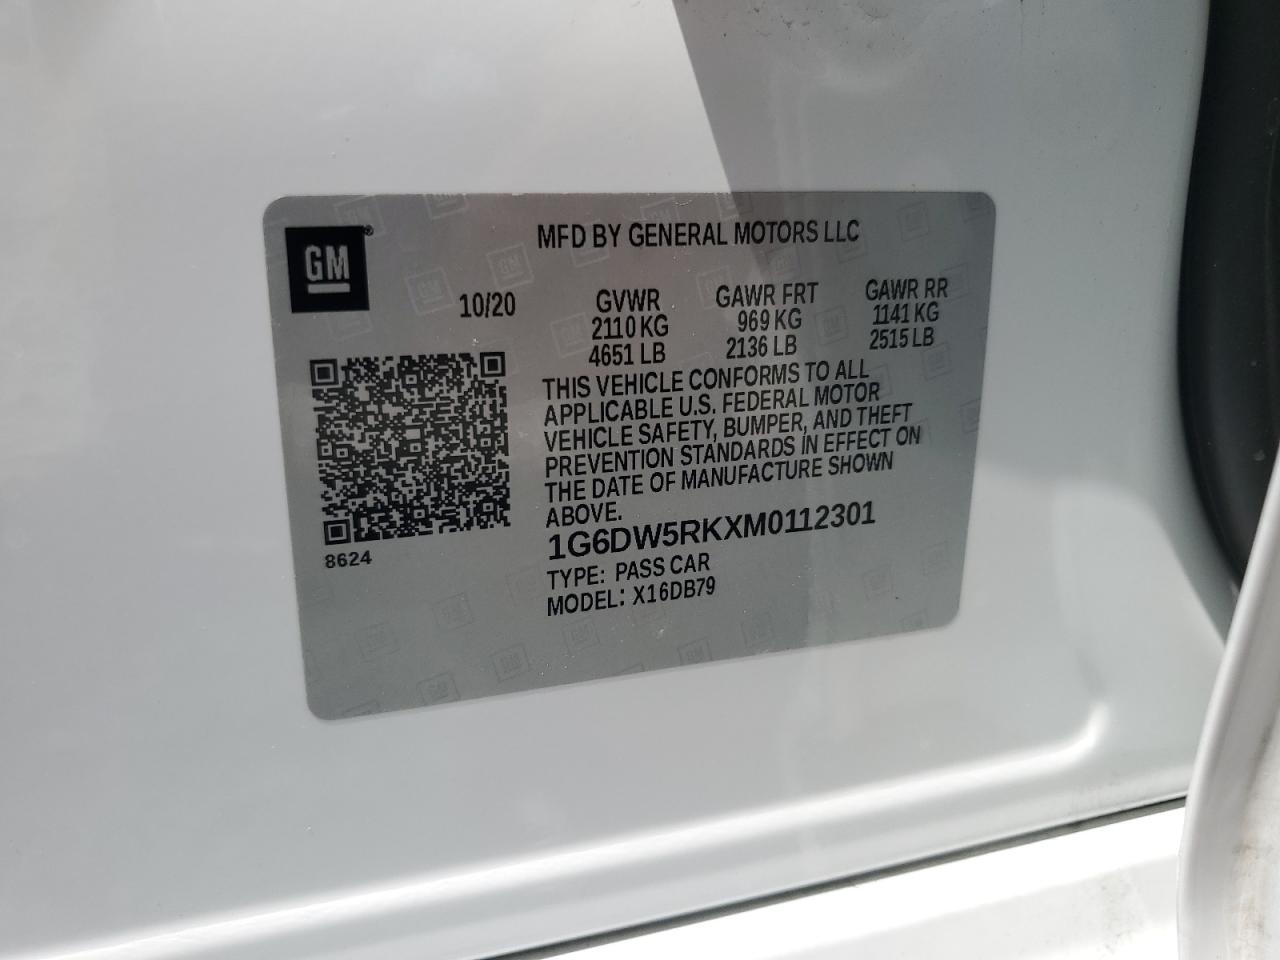 GM®
MFD BY GENERAL MOTORS LLC
10/20
GVWR
2110 KG
4651 LB
GAWR FRT
969 KG
2136 LB
GAWR RR
1141 KG
2515 LB
THIS VEHICLE CONFORMS TO ALL
APPLICABLE U.S. FEDERAL MOTOR
VEHICLE SAFETY, BUMPER, AND THEFT
PREVENTION STANDARDS IN EFFECT ON
THE DATE OF MANUFACTURE SHOWN
ABOVE.
1G6DW5RKXM0112301
TYPE: PASS CAR
MODEL: X16DB79
8624